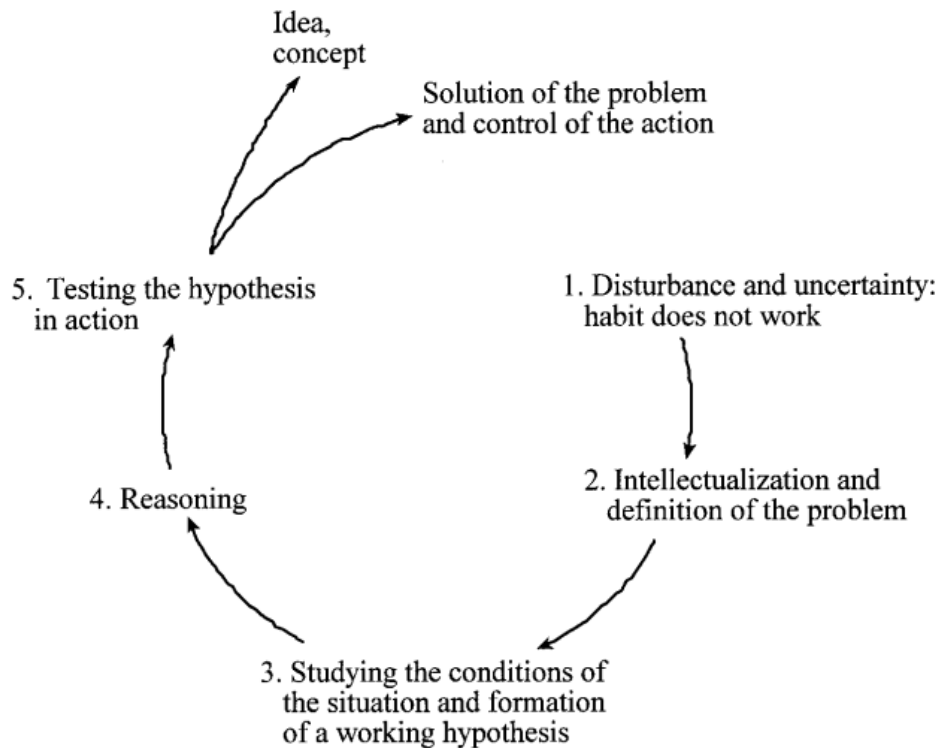 Idea,
concept
Solution of the problem
and control of the action
5. Testing the hypothesis
in action
1. Disturbance and uncertainty:
habit does not work
4. Reasoning
2. Intellectualization and
definition of the problem
3. Studying the conditions of
the situation and formation
of a working hypothesis